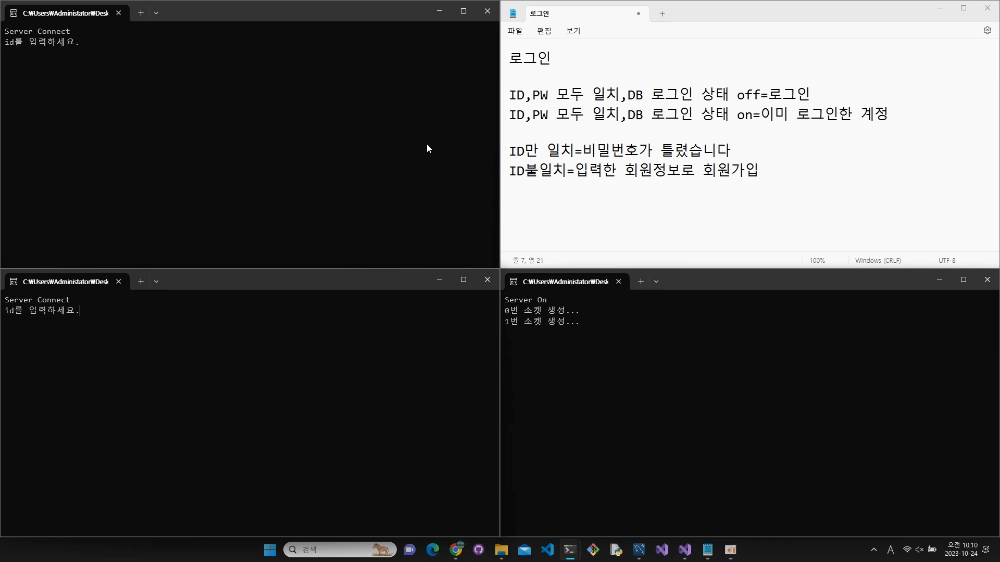 C:₩Users₩Administator₩Desk
Server Connect
id를 입력하세요.
로그인
파일 편집 보기
로그인
ID,PW 모두 일치,DB 로그인 상태 off=로그인
ID,PW 모두 일치,DB 로그인 상태 on=이미 로그인한 계정
ID만 일치=비밀번호가 틀렸습니다
ID불일치=입력한 회원정보로 회원가입
줄 7, 열 21 100% Windows (CRLF) UTF-8
C:₩Users₩Administator₩Desk
Server Connect
id를 입력하세요.
C:₩Users₩Administator₩Desk
Server On
0번 소켓 생성...
1번 소켓 생성...
검색
A
오전 10:10
2023-10-24